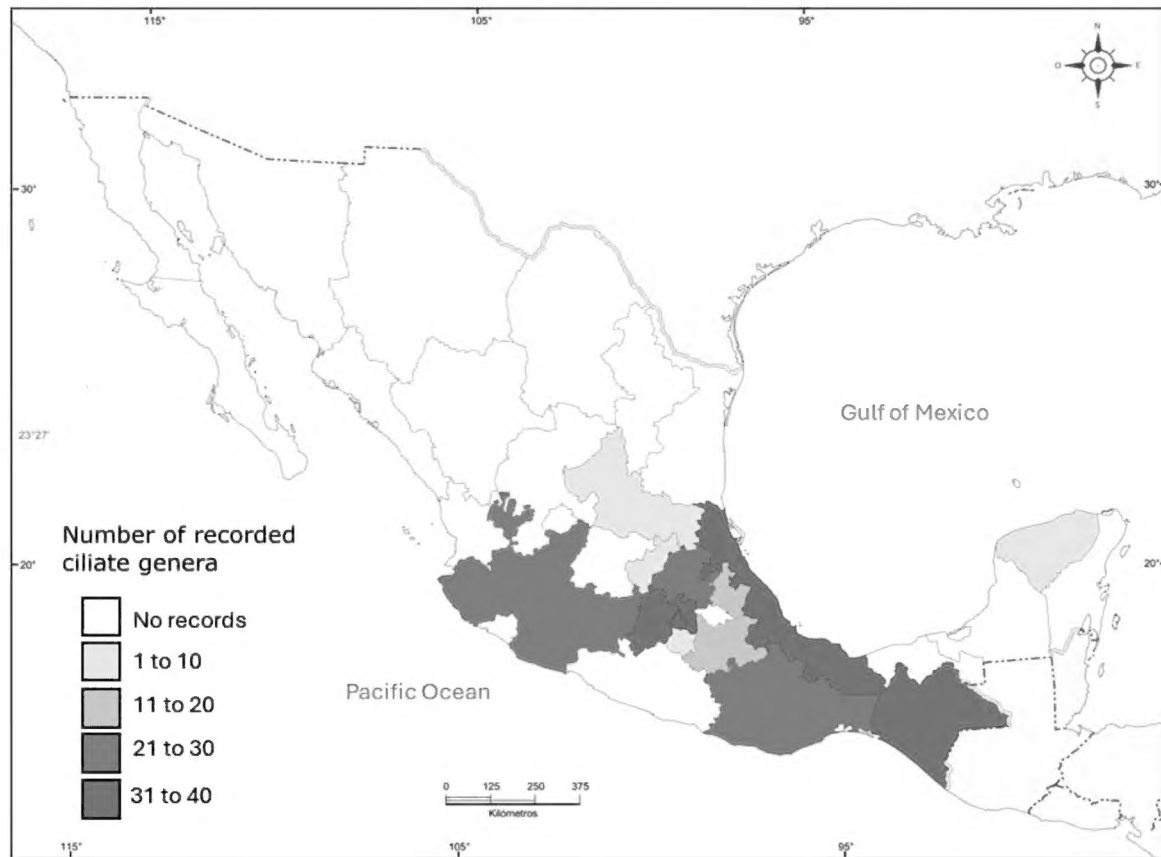 115°
105°
95°
N
O
E
S
30°
30°
Gulf of Mexico
23°27'
Number of recorded
ciliate genera
20°
20°
No records
1 to 10
11 to 20
21 to 30
31 to 40
Pacific Ocean
0 125 250 375
Kilómetros
115°
105°
95°